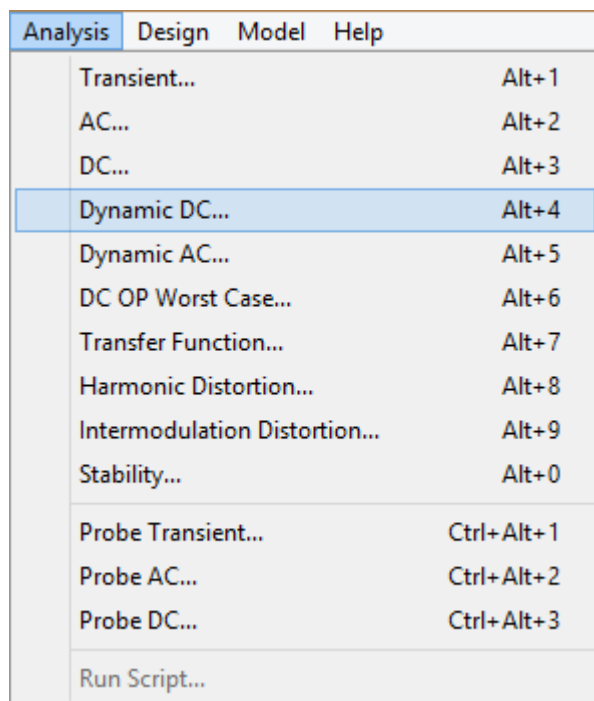 Analysis Design Model Help
Transient... Alt+1
AC... Alt+2
DC... Alt+3
Dynamic DC... Alt+4
Dynamic AC... Alt+5
DC OP Worst Case... Alt+6
Transfer Function... Alt+7
Harmonic Distortion... Alt+8
Intermodulation Distortion... Alt+9
Stability... Alt+0
Probe Transient... Ctrl+Alt+1
Probe AC... Ctrl+Alt+2
Probe DC... Ctrl+Alt+3
Run Script...